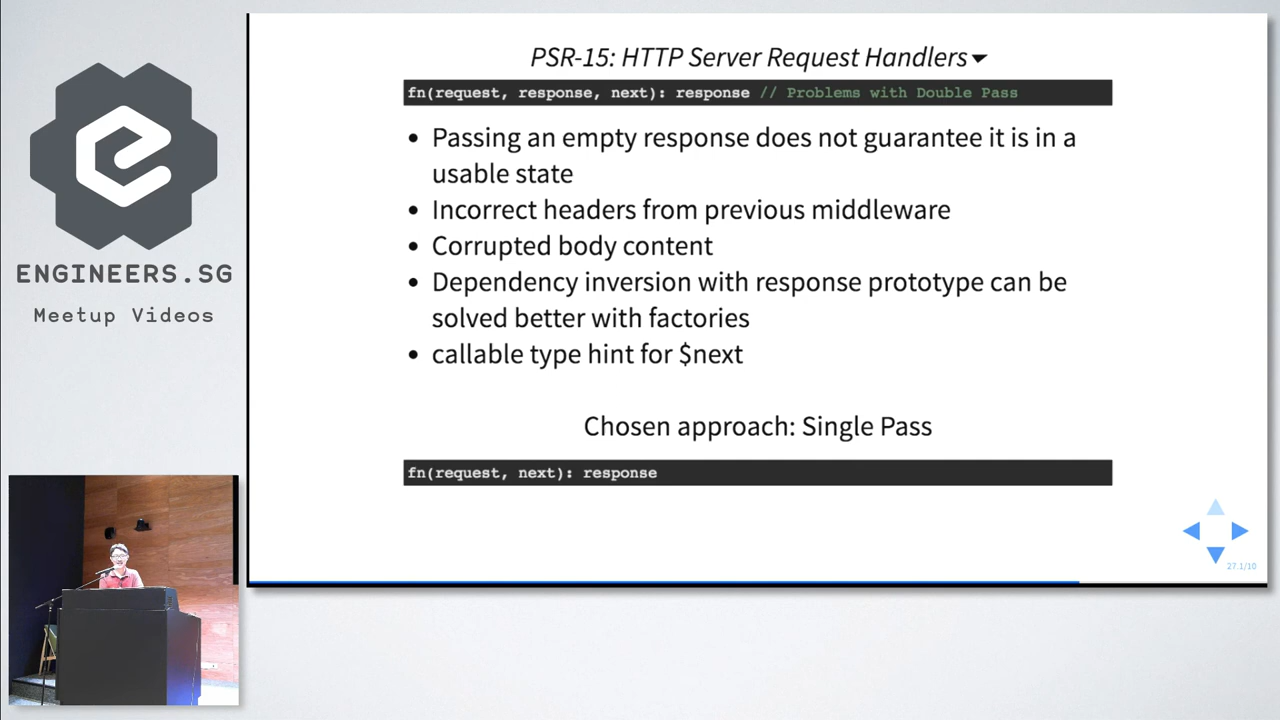 ENGINEERS.SG
Meetup Videos
PSR-15: HTTP Server Request Handlers
fn(request, response, next): response // Problems with Double Pass
• Passing an empty response does not guarantee it is in a
usable state
• Incorrect headers from previous middleware
• Corrupted body content
• Dependency inversion with response prototype can be
solved better with factories
• callable type hint for $next
Chosen approach: Single Pass
fn(request, next): response
27.1/10